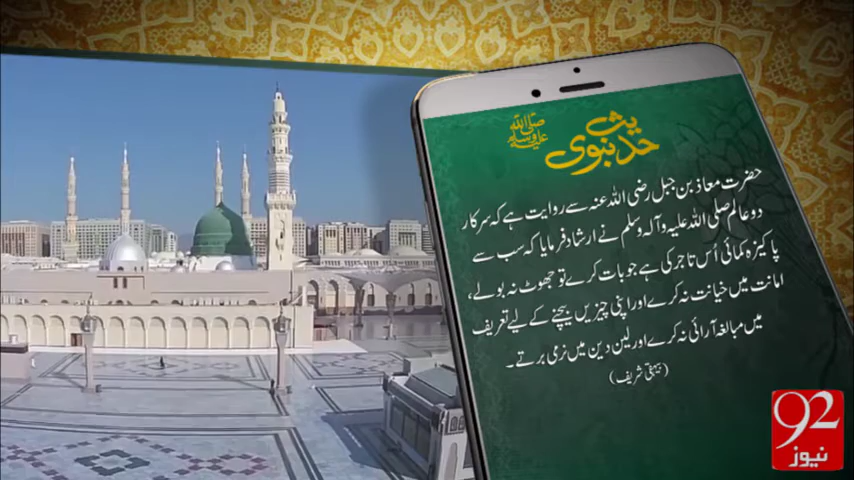 حدیث نبوی
صلی اللہ علیہ وسلم
حضرت معاذ بن جبل رضی اللہ عنہ سے روایت ہے کہ سرکار
دو عالم صلی اللہ علیہ وآلہ وسلم نے ارشاد فرمایا کہ سب سے
پاکیزہ کمائی اُس تاجر کی ہے جو بات کرے تو جھوٹ نہ بولے،
امانت میں خیانت نہ کرے اور اپنی چیزیں بیچنے کے لیے تعریف
میں مبالغہ آرائی نہ کرے اور لین دین میں نرمی برتے۔
(بیہقی شریف)
92
نیوز